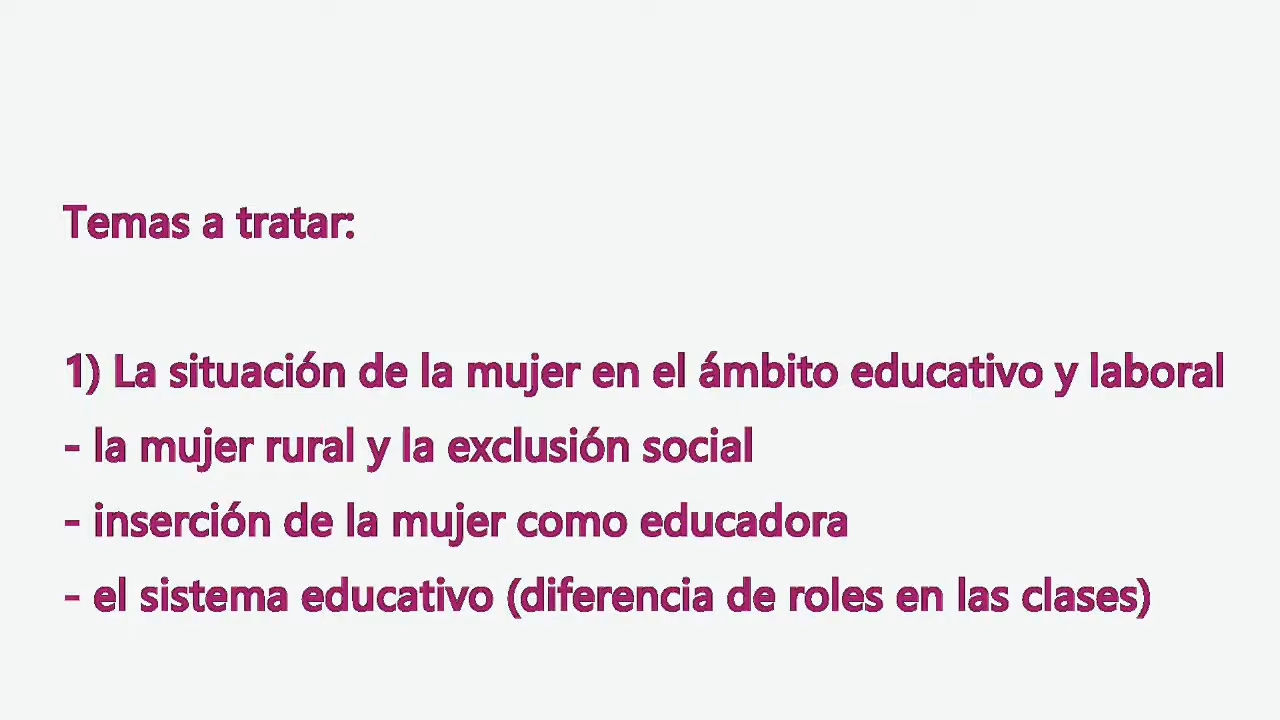 Temas a tratar:
1) La situación de la mujer en el ámbito educativo y laboral
- la mujer rural y la exclusión social
- inserción de la mujer como educadora
- el sistema educativo (diferencia de roles en las clases)